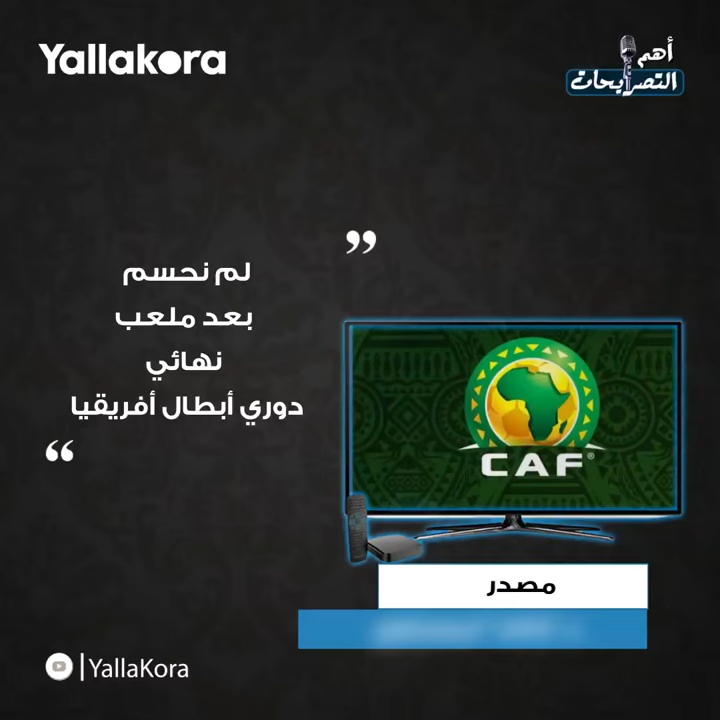 Yallakora
أهم
التصريحات
”
لم نحسم
بعد ملعب
نهائي
دوري أبطال أفريقيا
“
CAF®
مصدر
YallaKora